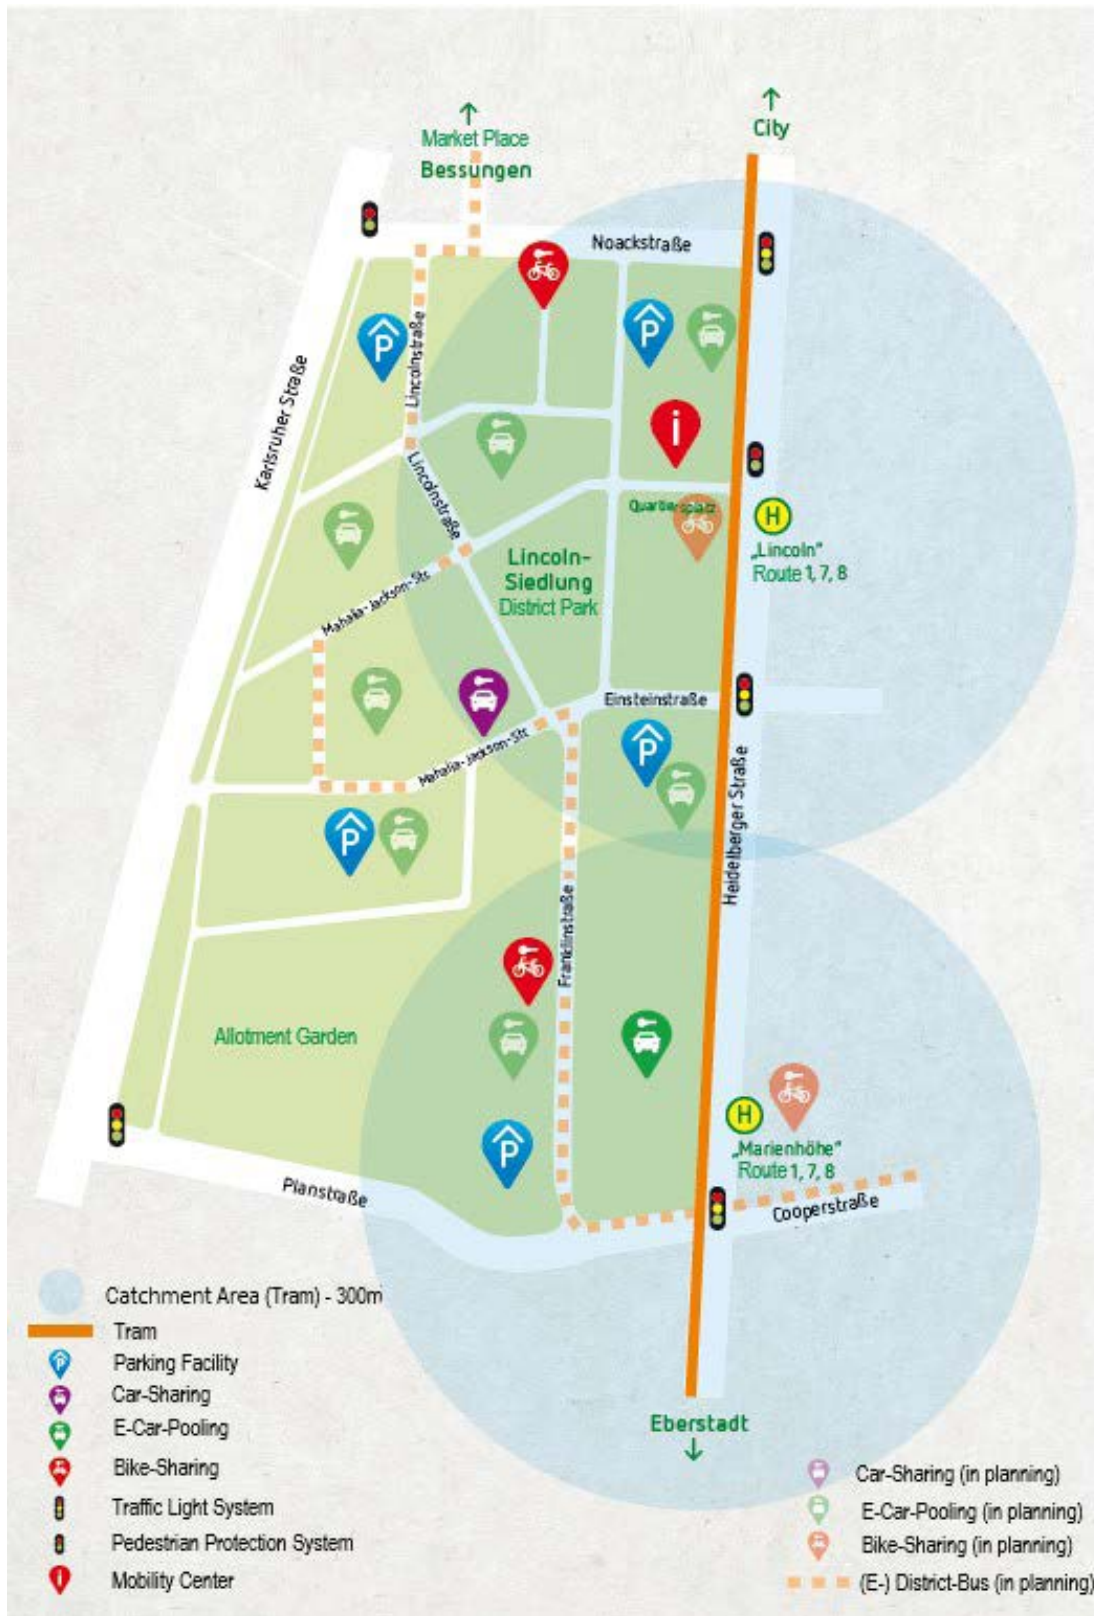 City
Market Place
Bessungen
Noackstraße
Karlsruher Straße
Lincolnstraße
P
P
i
Lincolnstraße
Quartiersplatz
H
„Lincoln“
Route 1, 7, 8
Lincoln-
Siedlung
District Park
Mahalia-Jackson-Str.
Einsteinstraße
Mahalia-Jackson-Str.
P
P
Heidelberger Straße
Franklinstraße
Allotment Garden
H
„Marienhöhe“
Route 1, 7, 8
P
Planstraße
Cooperstraße
Catchment Area (Tram) - 300m
Tram
P
Parking Facility
Car-Sharing
E-Car-Pooling
Bike-Sharing
Traffic Light System
Pedestrian Protection System
i
Mobility Center
Eberstadt
Car-Sharing (in planning)
E-Car-Pooling (in planning)
Bike-Sharing (in planning)
(E-) District-Bus (in planning)